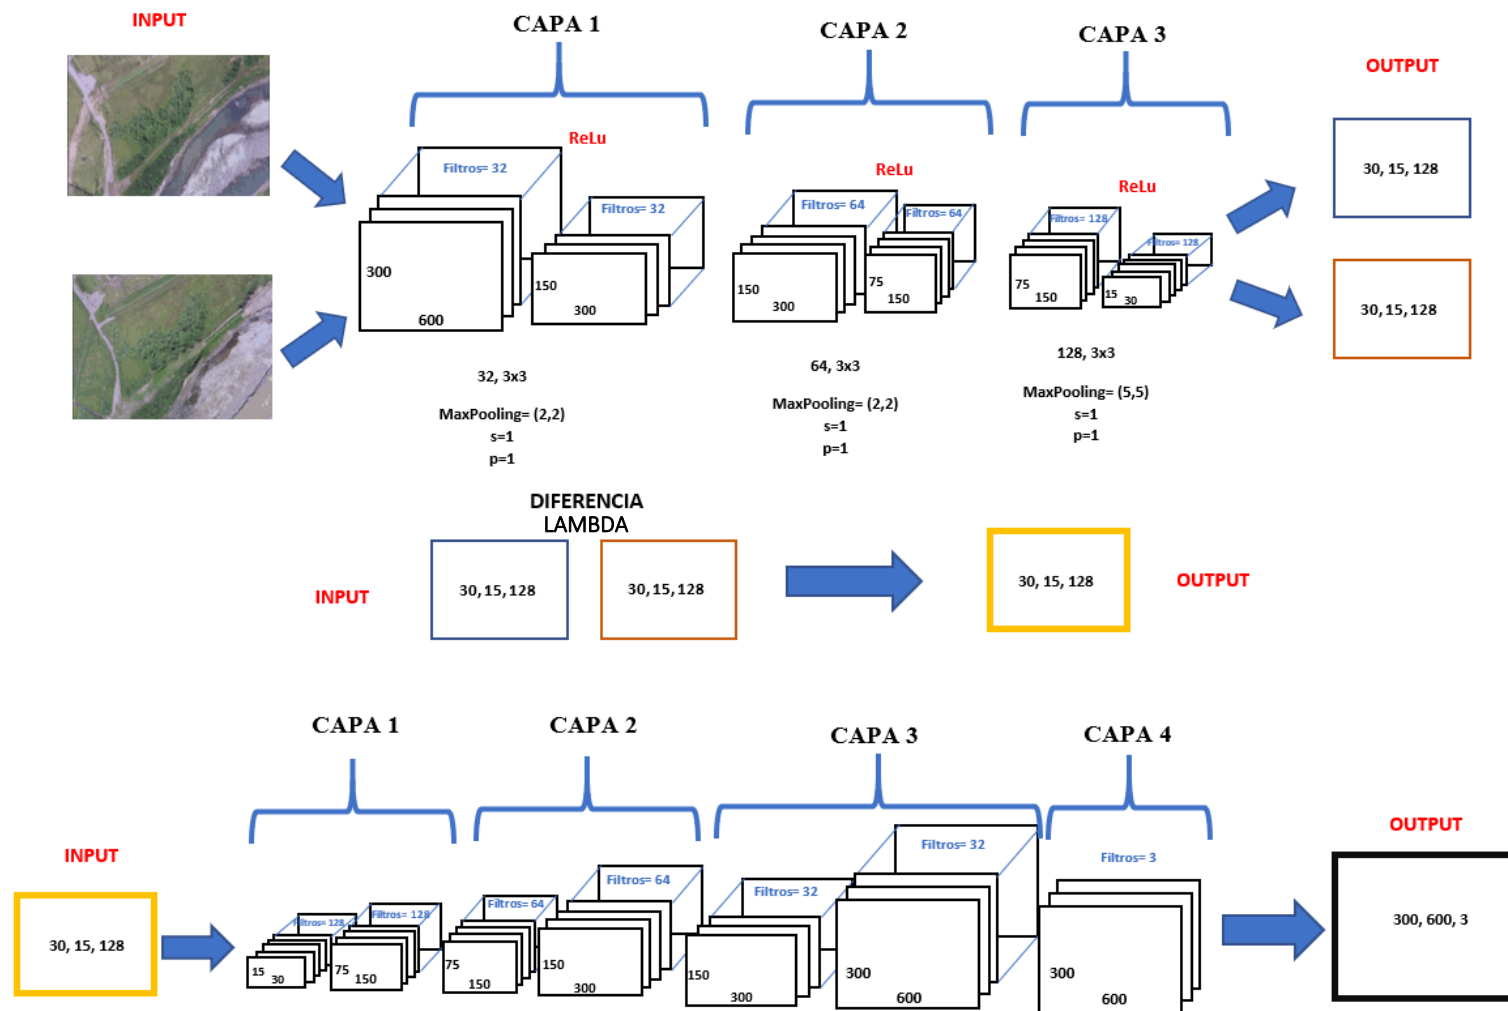 INPUT
CAPA 1
CAPA 2
CAPA 3
OUTPUT
ReLu
Filtros= 32
Filtros= 32
300
600
150
300
ReLu
Filtros= 64
Filtros= 64
150
300
75
150
ReLu
Filtros= 128
Filtros= 128
75
150
15
30
30, 15, 128
30, 15, 128
32, 3x3
MaxPooling= (2,2)
s=1
p=1
64, 3x3
MaxPooling= (2,2)
s=1
p=1
128, 3x3
MaxPooling= (5,5)
s=1
p=1
DIFERENCIA
LAMBDA
INPUT
30, 15, 128
30, 15, 128
30, 15, 128
OUTPUT
CAPA 1
CAPA 2
CAPA 3
CAPA 4
INPUT
30, 15, 128
Filtros= 128
Filtros= 128
15
30
75
150
Filtros= 64
Filtros= 64
75
150
150
300
Filtros= 32
Filtros= 32
150
300
300
600
Filtros= 3
300
600
OUTPUT
300, 600, 3